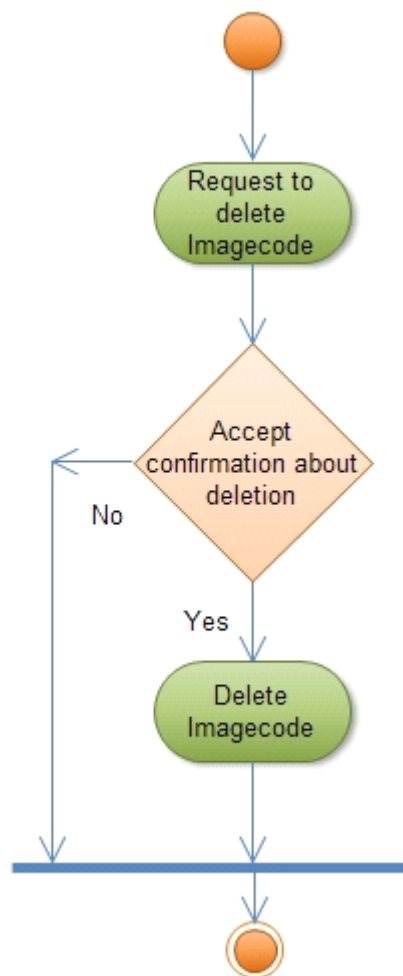 Request to
delete
Imagecode
Accept
confirmation about
deletion
No
Yes
Delete
Imagecode